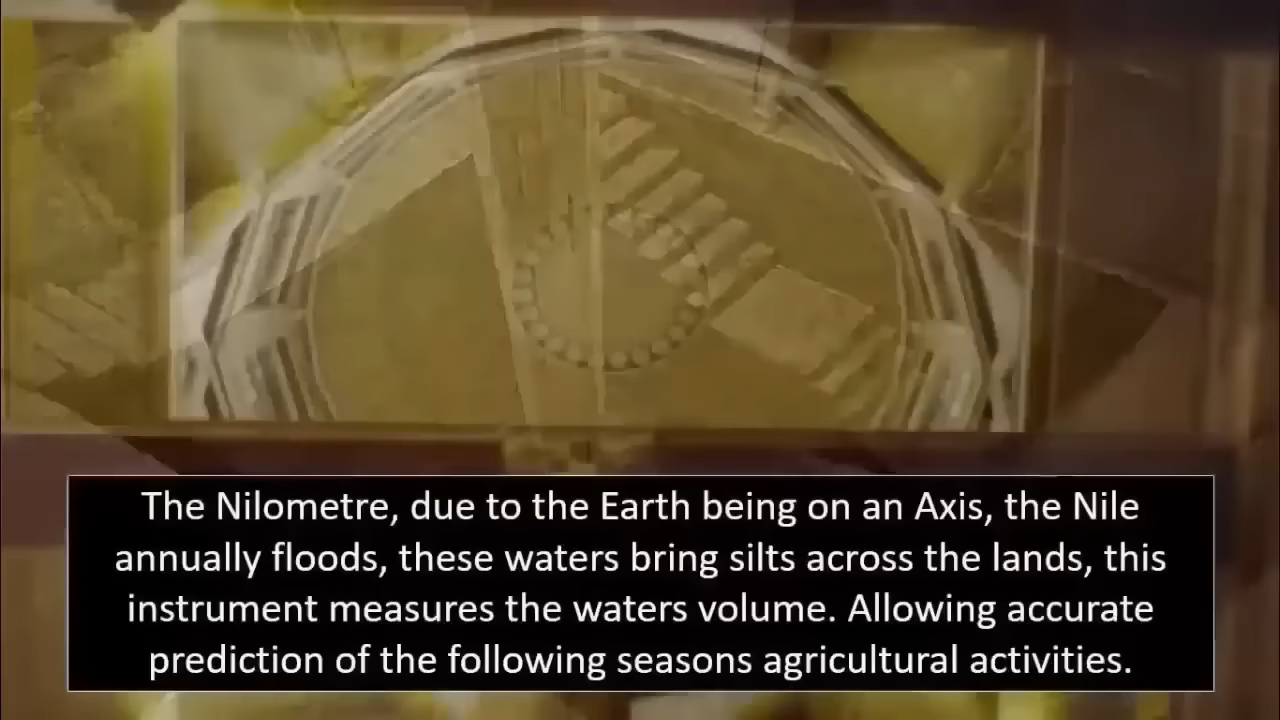 The Nilometre, due to the Earth being on an Axis, the Nile
annually floods, these waters bring silts across the lands, this
instrument measures the waters volume. Allowing accurate
prediction of the following seasons agricultural activities.